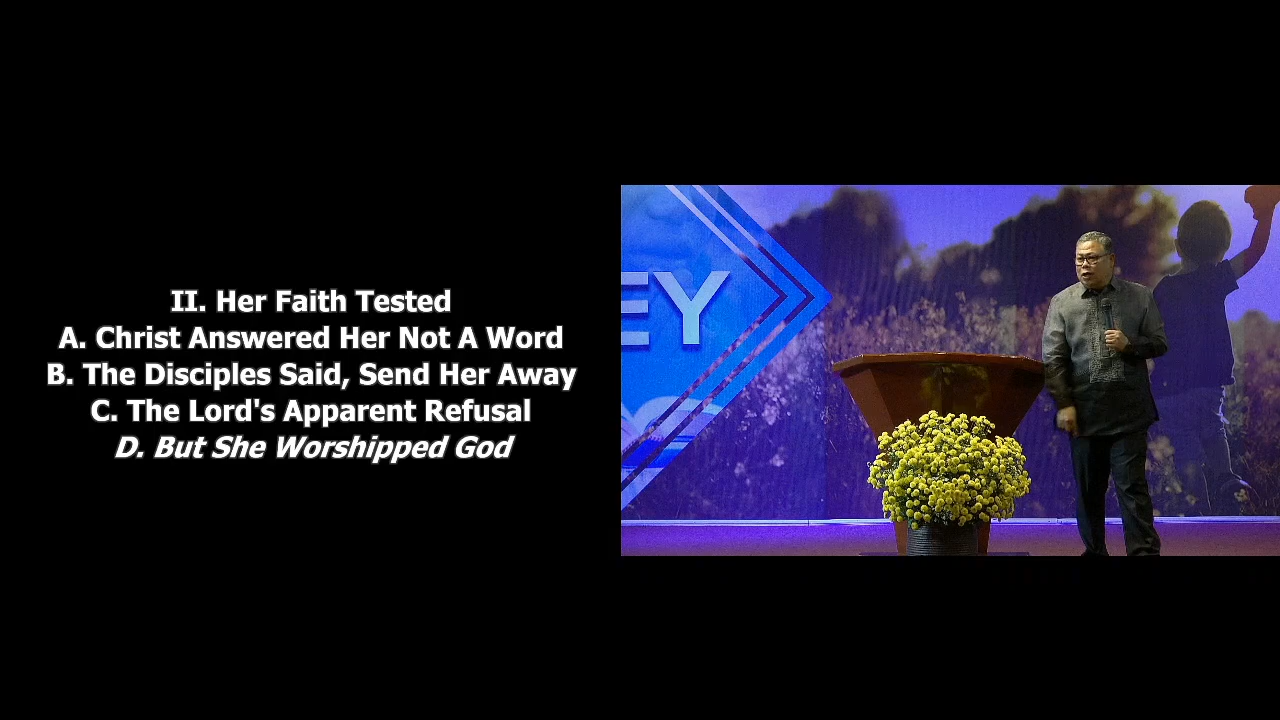 II. Her Faith Tested
A. Christ Answered Her Not A Word
B. The Disciples Said, Send Her Away
C. The Lord's Apparent Refusal
D. But She Worshipped God
EY